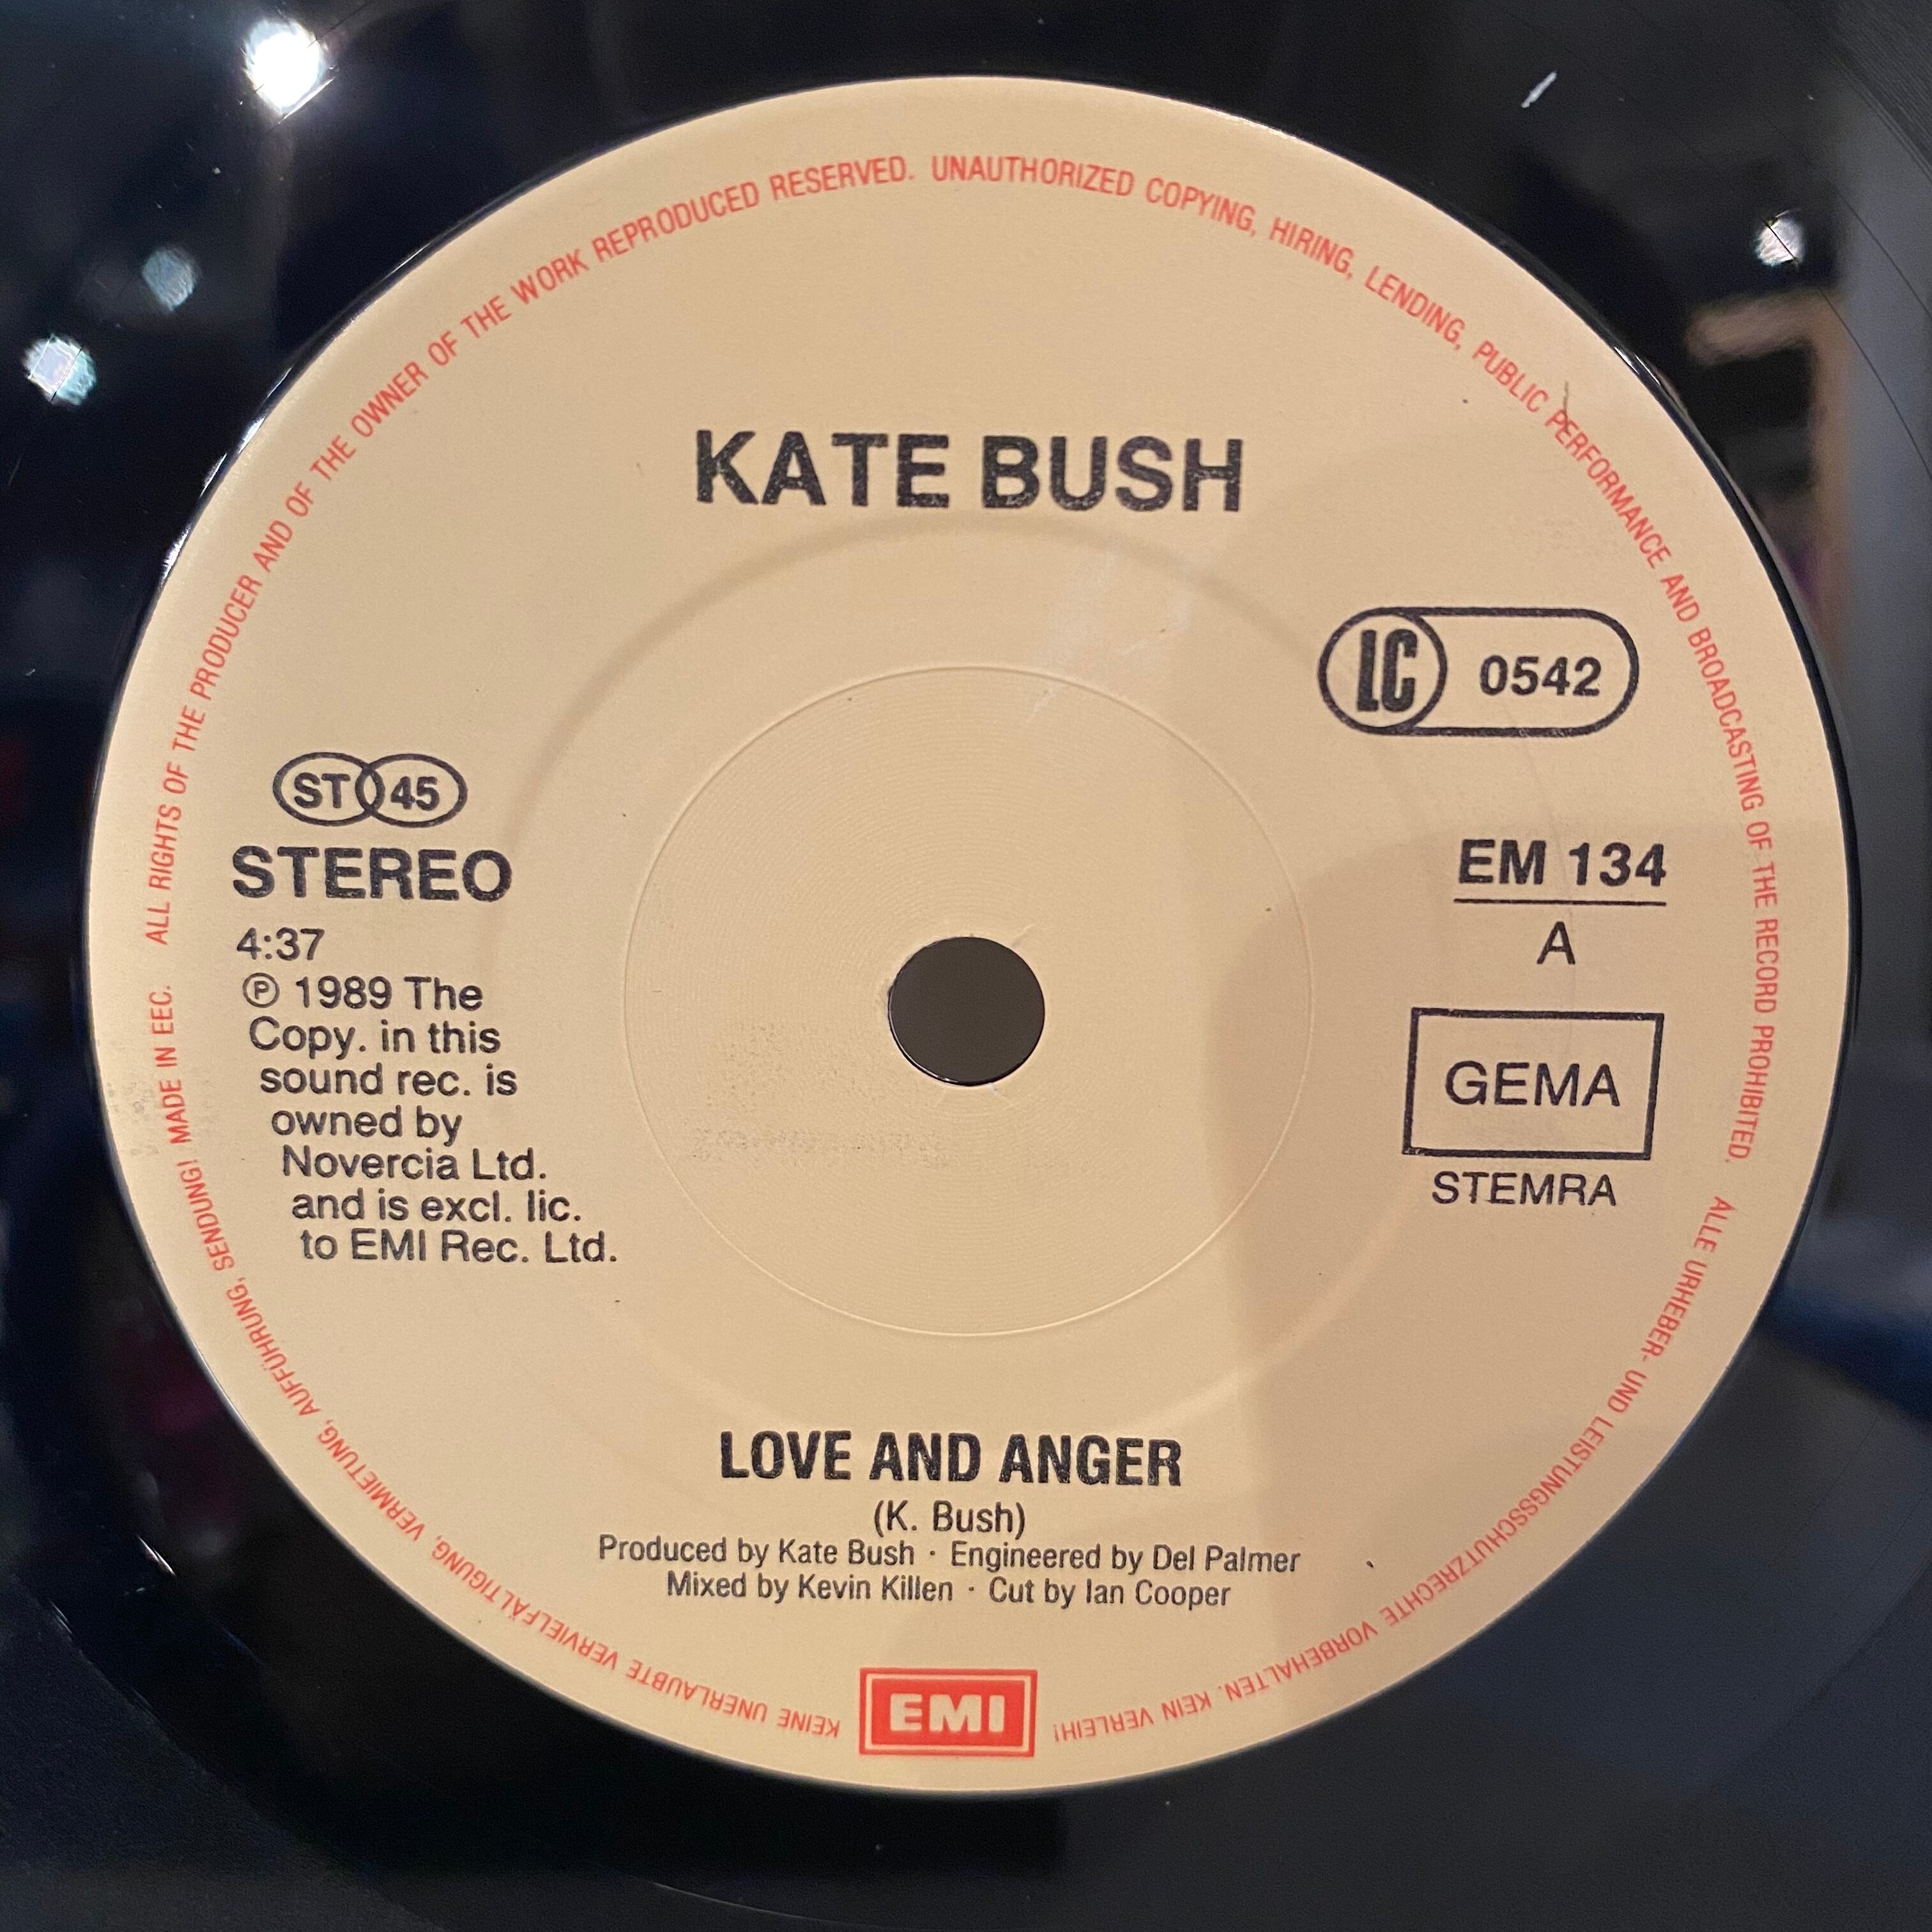 ALL RIGHTS OF THE PRODUCER AND OF THE OWNER OF THE WORK REPRODUCED RESERVED. UNAUTHORIZED COPYING, HIRING, LENDING, PUBLIC PERFORMANCE AND BROADCASTING OF THE RECORD PROHIBITED.
KATE BUSH
LC 0542
ST 45
STEREO
4:37
℗ 1989 The
Copy. in this
sound rec. is
owned by
Novercia Ltd.
and is excl. lic.
to EMI Rec. Ltd.
EM 134
A
GEMA
STEMRA
LOVE AND ANGER
(K. Bush)
Produced by Kate Bush · Engineered by Del Palmer
Mixed by Kevin Killen · Cut by Ian Cooper
EMI
ALLE URHEBER- UND LEISTUNGSSCHUTZRECHTE VORBEHALTEN. KEIN VERLEIH!
KEINE UNERLAUBTE VERVIELFÄLTIGUNG, VERMIETUNG, AUFFÜHRUNG, SENDUNG! MADE IN EEC.